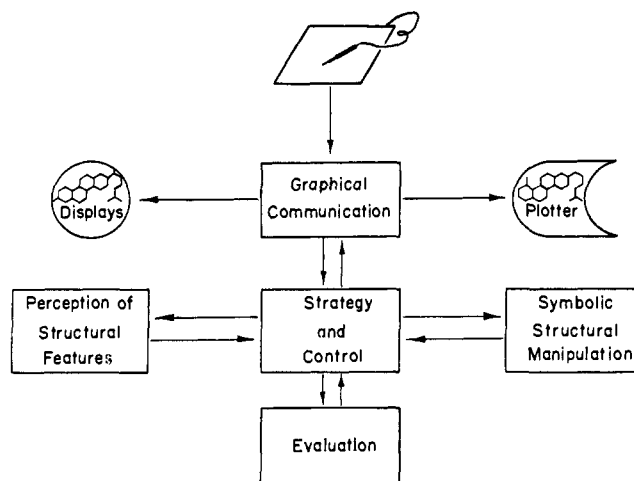 Graphical
Communication
Displays
Plotter
Perception of
Structural
Features
Strategy
and
Control
Symbolic
Structural
Manipulation
Evaluation